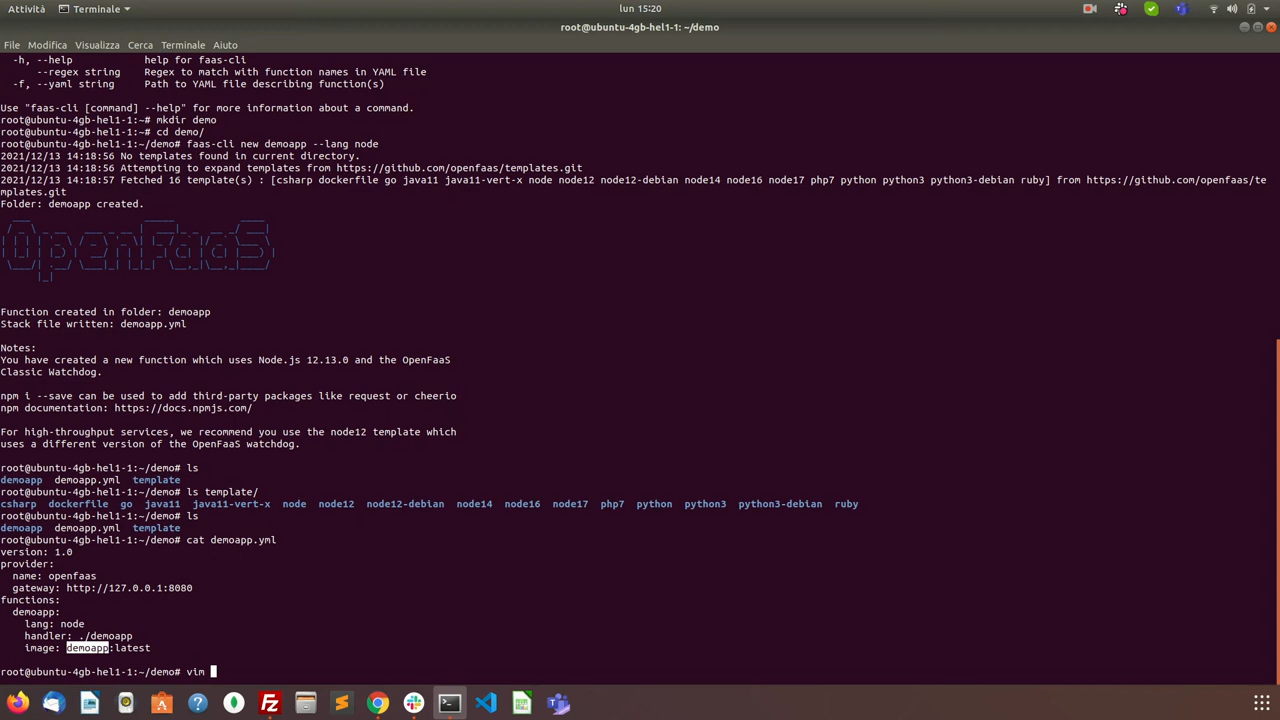 Attività
Terminale
lun 15:20
root@ubuntu-4gb-hel1-1: ~/demo
File Modifica Visualizza Cerca Terminale Aiuto
-h, --help help for faas-cli
--regex string Regex to match with function names in YAML file
-f, --yaml string Path to YAML file describing function(s)
Use "faas-cli [command] --help" for more information about a command.
root@ubuntu-4gb-hel1-1:~# mkdir demo
root@ubuntu-4gb-hel1-1:~# cd demo/
root@ubuntu-4gb-hel1-1:~/demo# faas-cli new demoapp --lang node
2021/12/13 14:18:56 No templates found in current directory.
2021/12/13 14:18:56 Attempting to expand templates from https://github.com/openfaas/templates.git
2021/12/13 14:18:57 Fetched 16 template(s) : [csharp dockerfile go java11 java11-vert-x node node12 node12-debian node14 node16 node17 php7 python python3 python3-debian ruby] from https://github.com/openfaas/te
mplates.git
Folder: demoapp created.
OpenFaaS
Function created in folder: demoapp
Stack file written: demoapp.yml
Notes:
You have created a new function which uses Node.js 12.13.0 and the OpenFaaS
Classic Watchdog.
npm i --save can be used to add third-party packages like request or cheerio
npm documentation: https://docs.npmjs.com/
For high-throughput services, we recommend you use the node12 template which
uses a different version of the OpenFaaS watchdog.
root@ubuntu-4gb-hel1-1:~/demo# ls
demoapp demoapp.yml template
root@ubuntu-4gb-hel1-1:~/demo# ls template/
csharp dockerfile go java11 java11-vert-x node node12 node12-debian node14 node16 node17 php7 python python3 python3-debian ruby
root@ubuntu-4gb-hel1-1:~/demo# ls
demoapp demoapp.yml template
root@ubuntu-4gb-hel1-1:~/demo# cat demoapp.yml
version: 1.0
provider:
name: openfaas
gateway: http://127.0.0.1:8080
functions:
demoapp:
lang: node
handler: ./demoapp
image: demoapp:latest
root@ubuntu-4gb-hel1-1:~/demo# vim